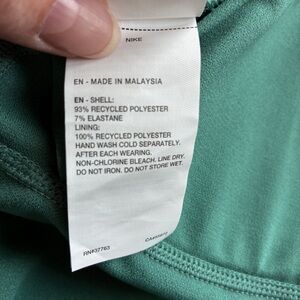 NIKE
EN - MADE IN MALAYSIA
EN - SHELL:
93% RECYCLED POLYESTER
7% ELASTANE
LINING:
100% RECYCLED POLYESTER
HAND WASH COLD SEPARATELY.
AFTER EACH WEARING.
NON-CHLORINE BLEACH. LINE DRY.
DO NOT IRON. DO NOT STORE WET.
RN#37763